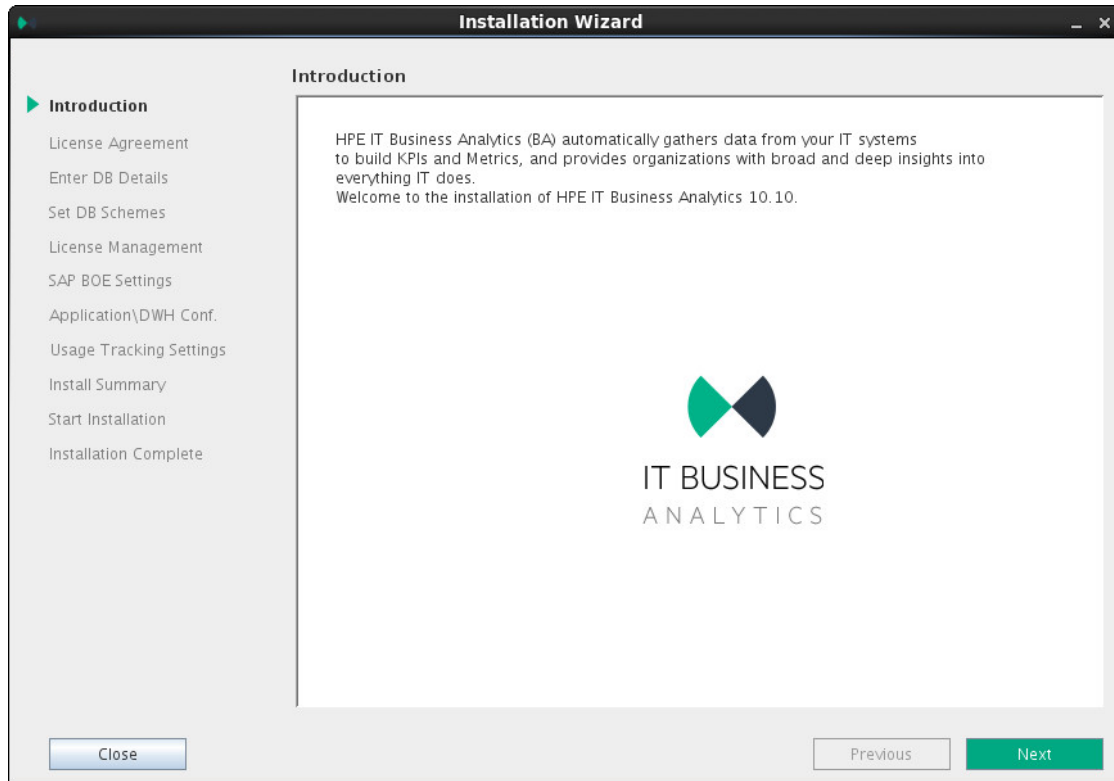 Installation Wizard
Introduction
Introduction
License Agreement
Enter DB Details
Set DB Schemes
License Management
SAP BOE Settings
Application\DWH Conf.
Usage Tracking Settings
Install Summary
Start Installation
Installation Complete
HPE IT Business Analytics (BA) automatically gathers data from your IT systems
to build KPIs and Metrics, and provides organizations with broad and deep insights into
everything IT does.
Welcome to the installation of HPE IT Business Analytics 10.10.
IT BUSINESS
ANALYTICS
Close
Previous
Next